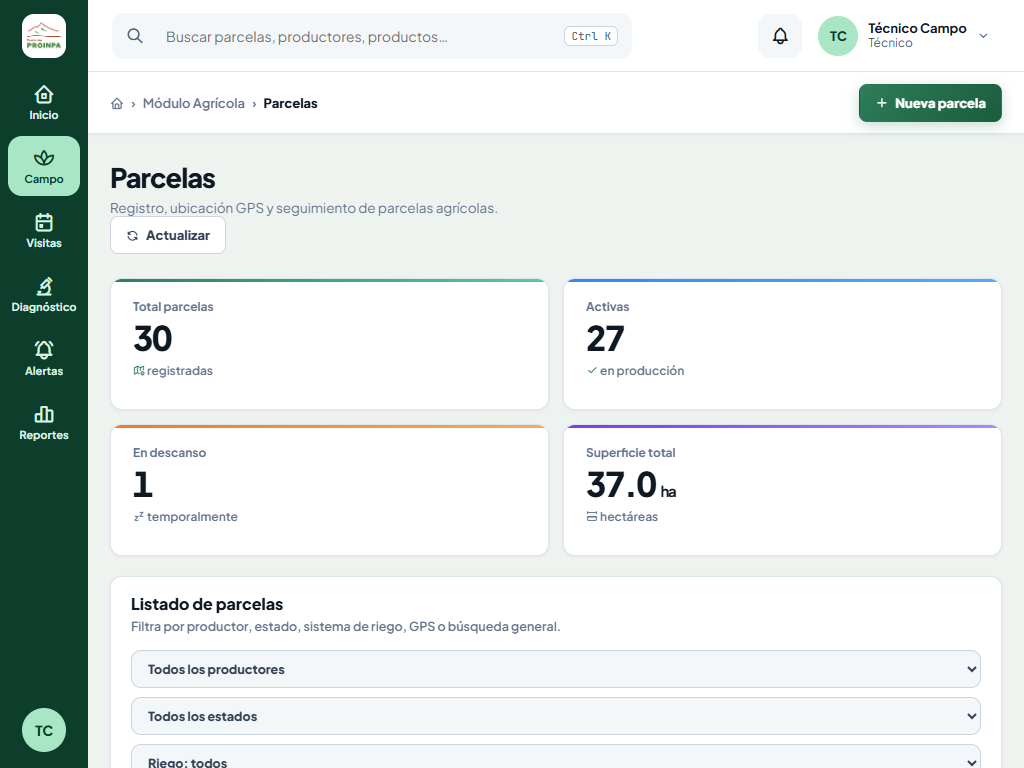 PROINPA
Buscar parcelas, productores, productos...
Ctrl K
TC
Técnico Campo
Técnico
Inicio
Campo
Visitas
Diagnóstico
Alertas
Reportes
TC
› Módulo Agrícola › Parcelas
+ Nueva parcela
Parcelas
Registro, ubicación GPS y seguimiento de parcelas agrícolas.
Actualizar
Total parcelas
30
registradas
Activas
27
en producción
En descanso
1
temporalmente
Superficie total
37.0 ha
hectáreas
Listado de parcelas
Filtra por productor, estado, sistema de riego, GPS o búsqueda general.
Todos los productores
Todos los estados
Riego: todos